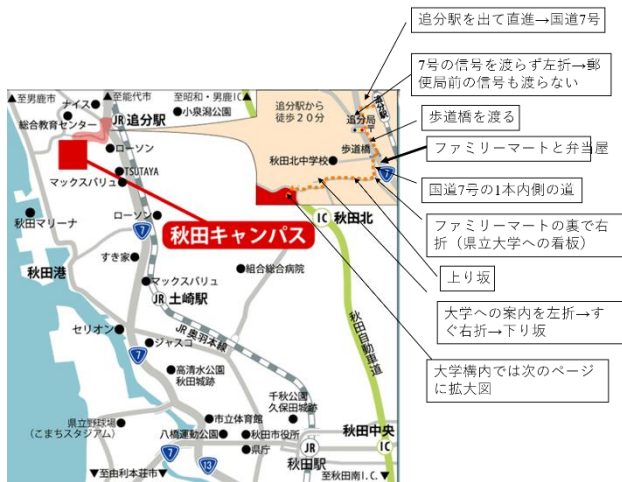 追分駅を出て直進→国道7号
7号の信号を渡らず左折→郵
便局前の信号も渡らない
歩道橋を渡る
ファミリーマートと弁当屋
国道7号の1本内側の道
ファミリーマートの裏で右
折（県立大学への看板）
上り坂
大学への案内を左折→す
ぐ右折→下り坂
大学構内では次のページ
に拡大図
▲至男鹿市
▲至能代市
至昭和・男鹿IC▲
ナイス
小泉潟公園
総合教育センター
JR 追分駅
ローソン
TSUTAYA
マックスバリュ
追分駅から
徒歩20分
追分局
追分駅
歩道橋
秋田北中学校
7
IC 秋田北
秋田マリーナ
ローソン
7
秋田キャンパス
秋田港
すき家
組合総合病院
マックスバリュ
JR 土崎駅
セリオン
JR奥羽本線
秋田自動車道
7
ジャスコ
高清水公園
秋田城跡
千秋公園
久保田城跡
県立野球場
（こまちスタジアム）
市立体育館
八橋運動公園
秋田市役所
県庁
秋田中央
IC
JR
秋田駅
7
13
▼至由利本荘市▼
至秋田南I.C.▼